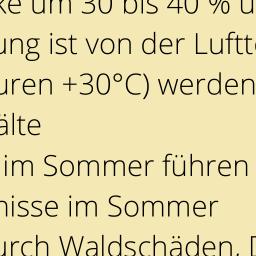 ke um 30 bis 40 % u
ung ist von der Luftte
uren +30°C) werden
älte
im Sommer führen
nisse im Sommer
urch Waldschäden, D